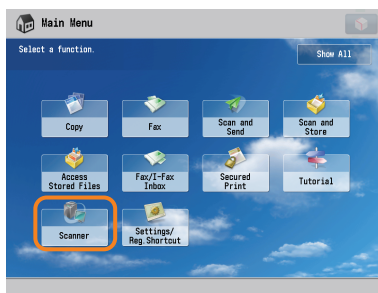 Main Menu
Select a function.
Show All
Copy
Fax
Scan and
Send
Scan and
Store
Access
Stored Files
Fax/I-Fax
Inbox
Secured
Print
Tutorial
Scanner
Settings/
Reg.Shortcut